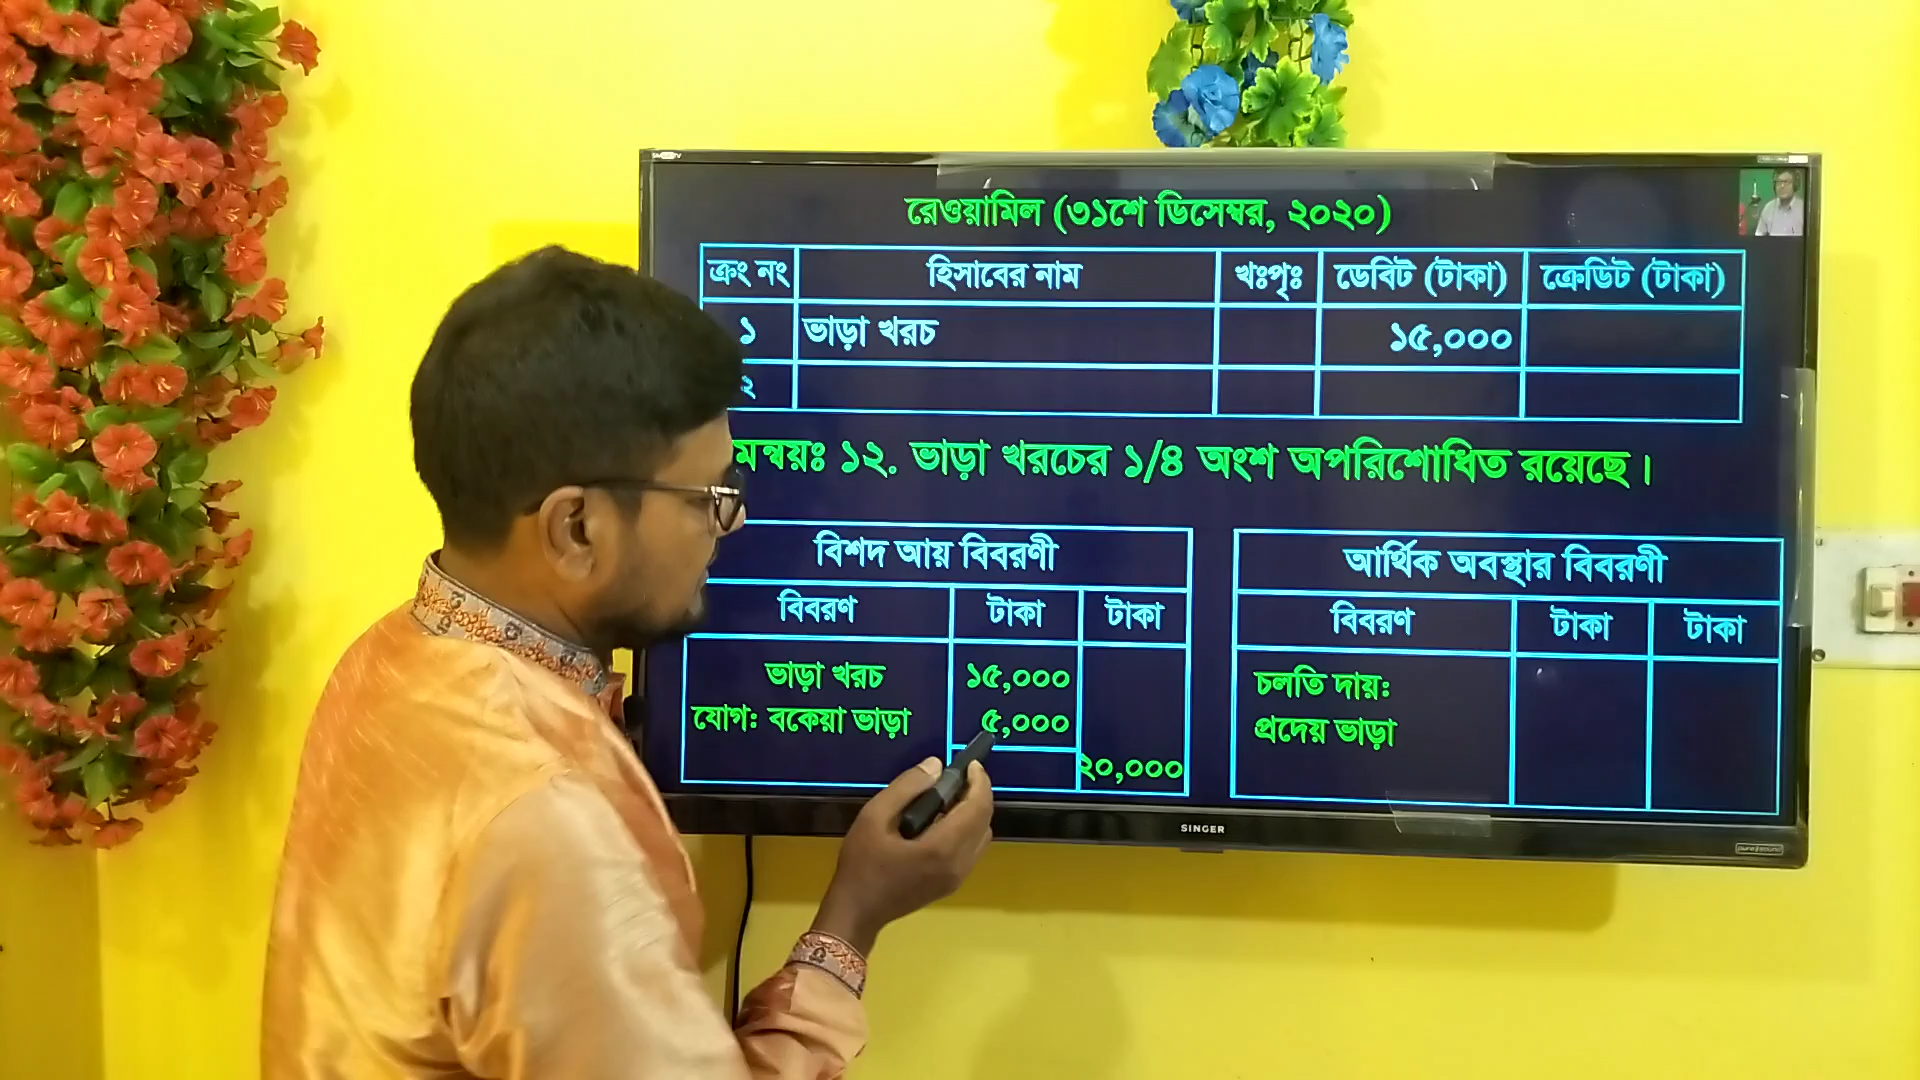 রেওয়ামিল (৩১শে ডিসেম্বর, ২০২০)
ক্রং নং হিসাবের নাম খঃপৃঃ ডেবিট (টাকা) ক্রেডিট (টাকা)
১ ভাড়া খরচ ১৫,০০০
২
মন্বয়ঃ ১২. ভাড়া খরচের ১/৪ অংশ অপরিশোধিত রয়েছে।
বিশদ আয় বিবরণী
বিবরণ টাকা টাকা
ভাড়া খরচ ১৫,০০০
যোগ: বকেয়া ভাড়া ৫,০০০
২০,০০০
আর্থিক অবস্থার বিবরণী
বিবরণ টাকা টাকা
চলতি দায়:
প্রদেয় ভাড়া
SINGER